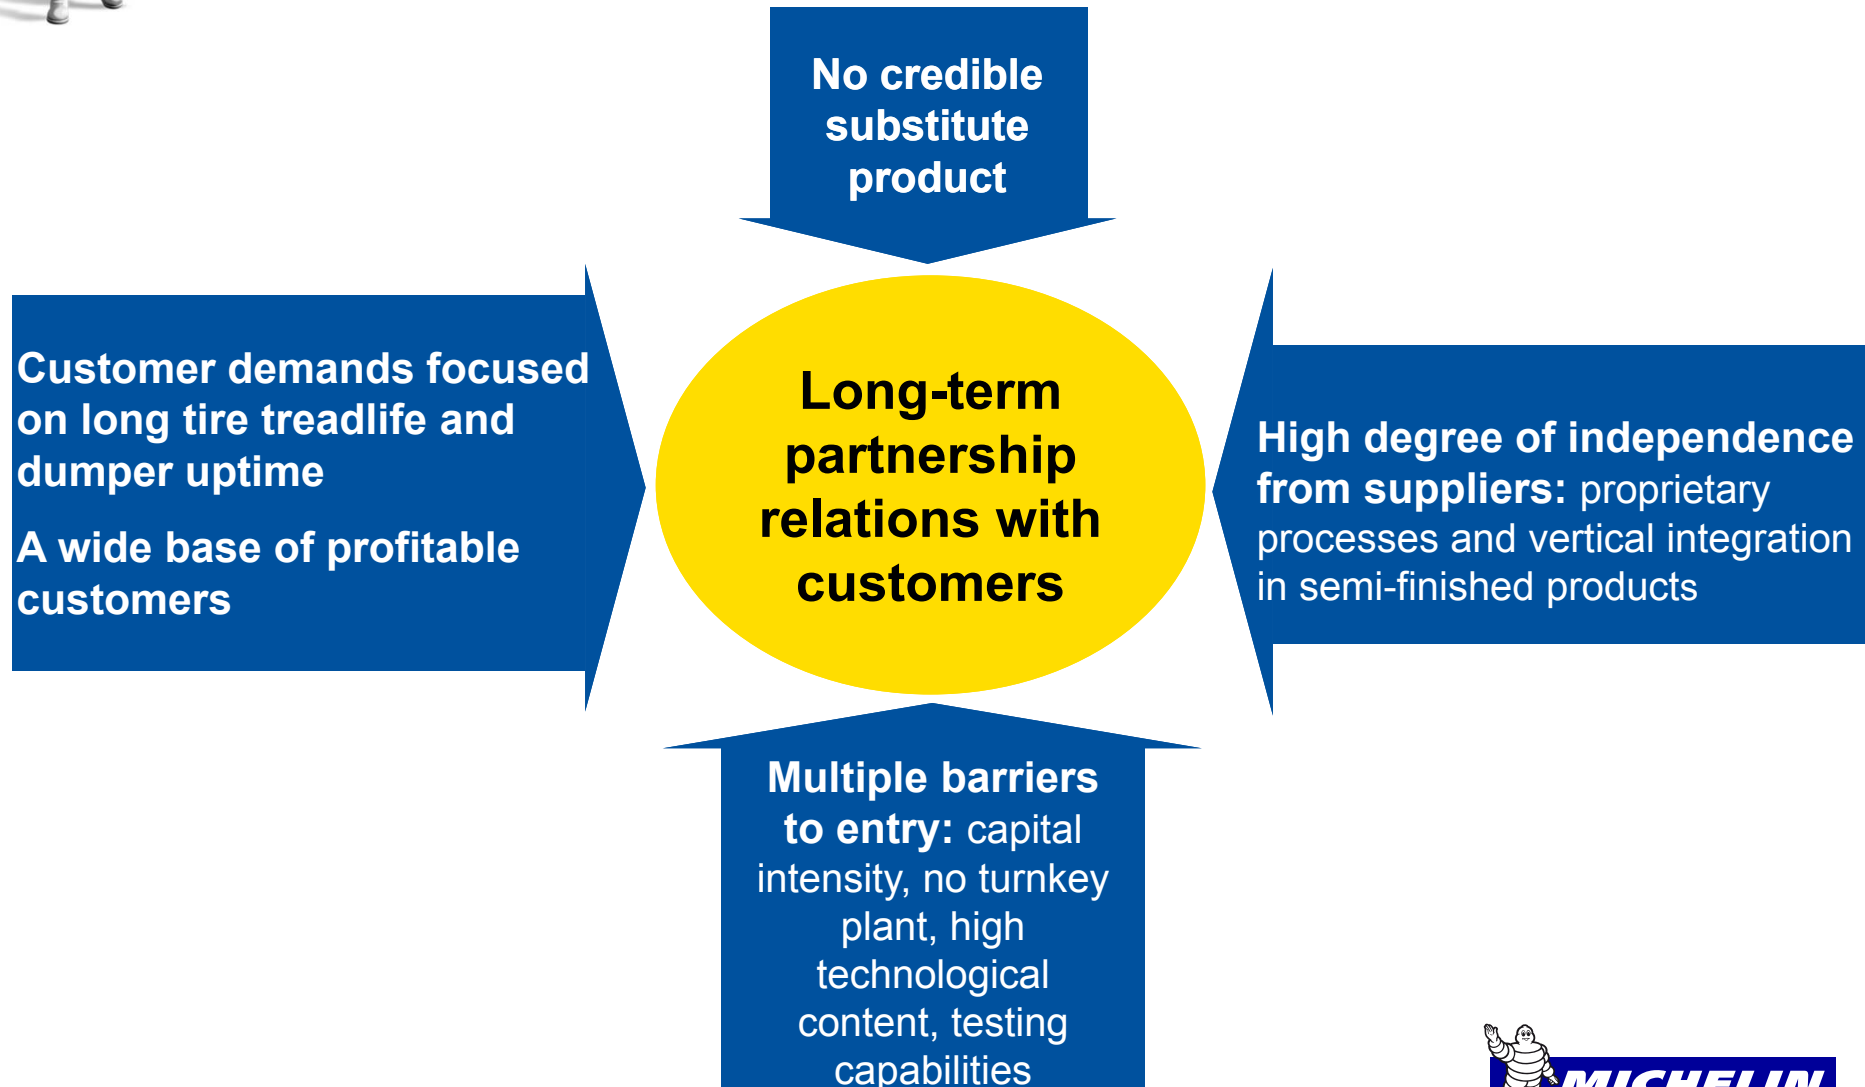 No credible
substitute
product
Customer demands focused
on long tire treadlife and
dumper uptime
A wide base of profitable
customers
Long-term
partnership
relations with
customers
High degree of independence
from suppliers: proprietary
processes and vertical integration
in semi-finished products
Multiple barriers
to entry: capital
intensity, no turnkey
plant, high
technological
content, testing
capabilities
MICHELIN